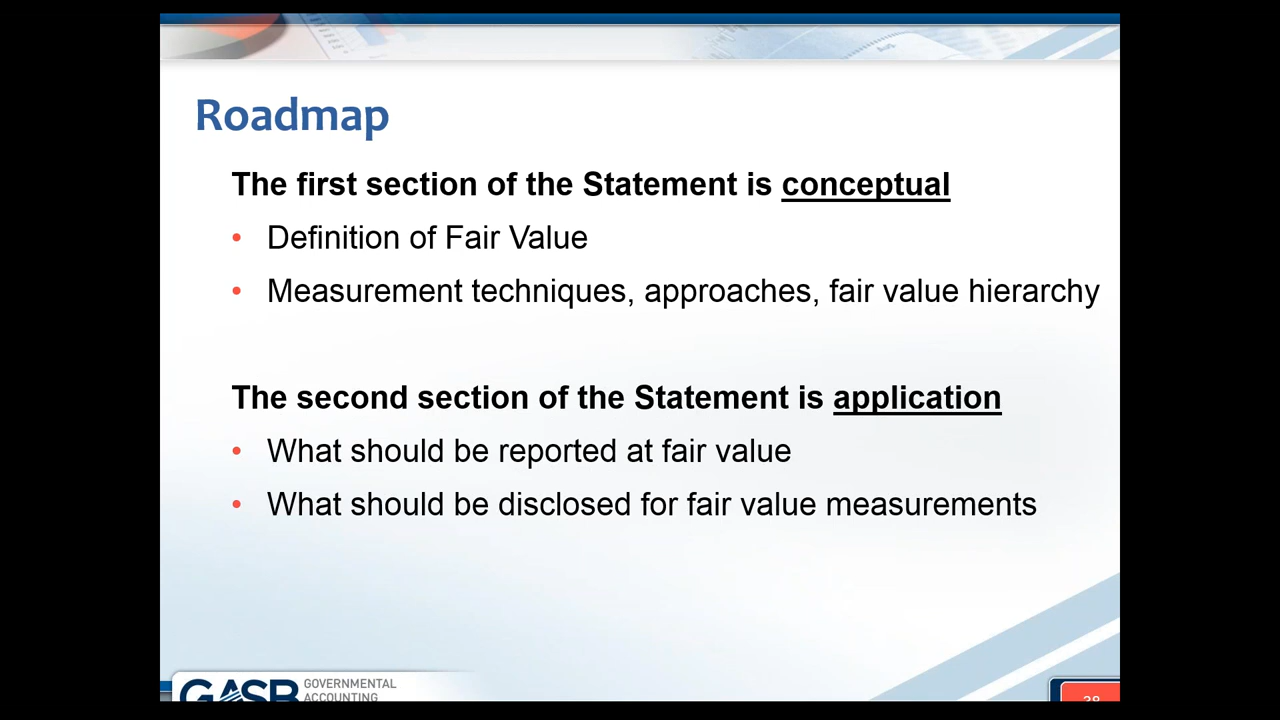 Roadmap
The first section of the Statement is conceptual
• Definition of Fair Value
• Measurement techniques, approaches, fair value hierarchy
The second section of the Statement is application
• What should be reported at fair value
• What should be disclosed for fair value measurements
GASB GOVERNMENTAL
ACCOUNTING